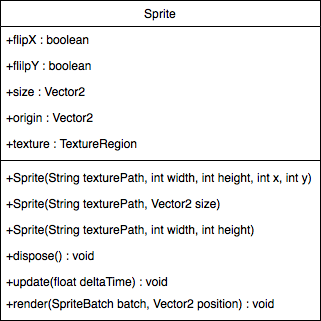 Sprite
+flipX : boolean
+fliipY : boolean
+size : Vector2
+origin : Vector2
+texture : TextureRegion
+Sprite(String texturePath, int width, int height, int x, int y)
+Sprite(String texturePath, Vector2 size)
+Sprite(String texturePath, int width, int height)
+dispose() : void
+update(float deltaTime) : void
+render(SpriteBatch batch, Vector2 position) : void